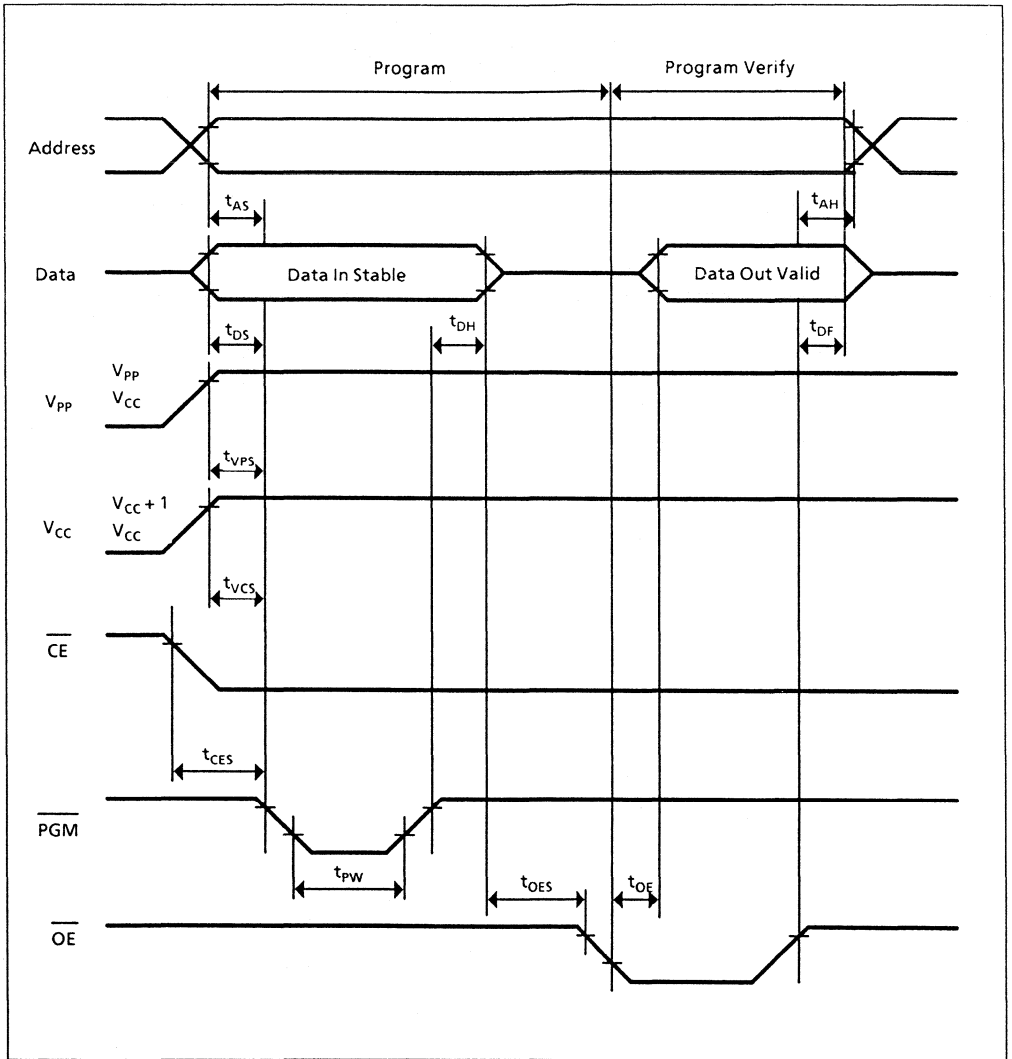 Program Program Verify
Address
tAS tAH
Data Data In Stable Data Out Valid
tDS tDH tDF
VPP
VPP VCC
tVPS
VCC + 1
VCC VCC
tVCS
CE
tCES
PGM
tPW tOES tOE
OE